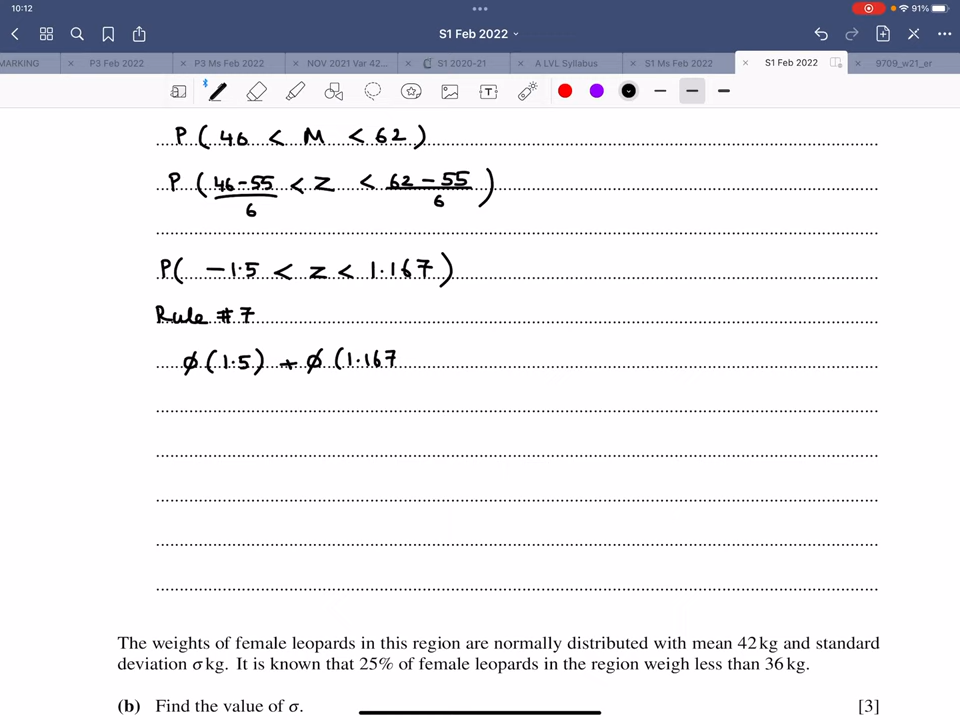 10:12
91%
S1 Feb 2022
MARKING
P3 Feb 2022
P3 Ms Feb 2022
NOV 2021 Var 42...
S1 2020-21
A LVL Syllabus
S1 Ms Feb 2022
S1 Feb 2022
9709_w21_er
P ( 46 < M < 62 )
P ( 46-55/6 < Z < 62-55/6 )
P( -1.5 < Z < 1.167 )
Rule # 7
ϕ (1.5) + ϕ (1.167
The weights of female leopards in this region are normally distributed with mean 42 kg and standard
deviation σ kg. It is known that 25% of female leopards in the region weigh less than 36 kg.
(b) Find the value of σ. [3]